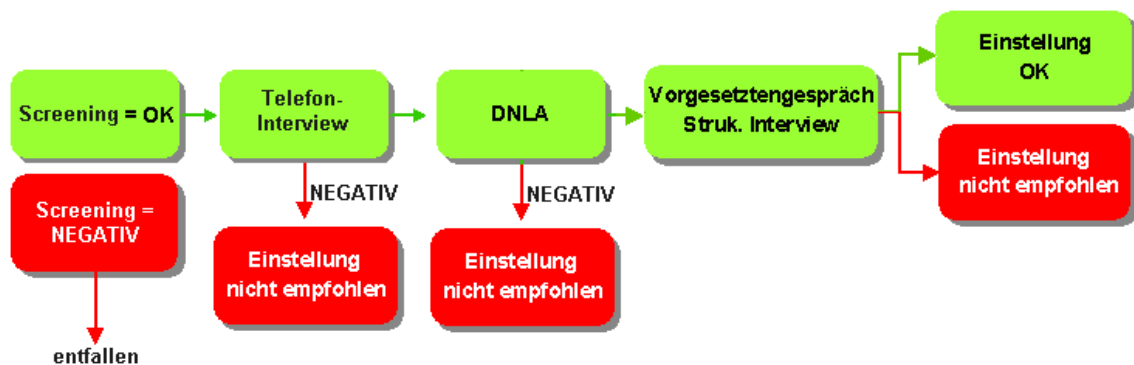 Screening = OK
Telefon-
Interview
DNLA
Vorgesetztengespräch
Struk. Interview
Einstellung
OK
Einstellung
nicht empfohlen
Screening =
NEGATIV
entfallen
NEGATIV
Einstellung
nicht empfohlen
NEGATIV
Einstellung
nicht empfohlen